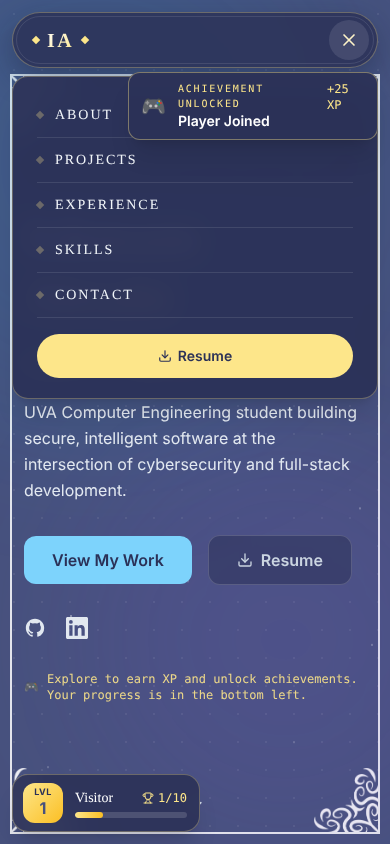 IA
ACHIEVEMENT
UNLOCKED
+25
XP
Player Joined
ABOUT
PROJECTS
EXPERIENCE
SKILLS
CONTACT
Resume
UVA Computer Engineering student building
secure, intelligent software at the
intersection of cybersecurity and full-stack
development.
View My Work
Resume
in
Explore to earn XP and unlock achievements.
Your progress is in the bottom left.
LVL
1
Visitor
1/10